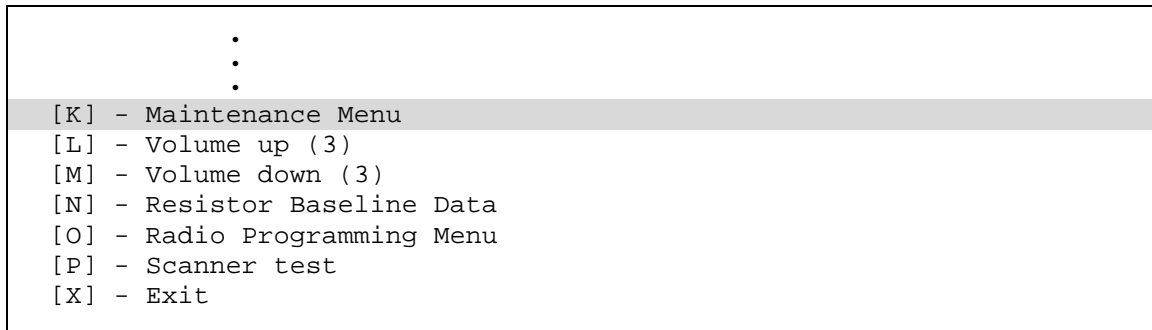 .
.
.
[K] - Maintenance Menu
[L] - Volume up (3)
[M] - Volume down (3)
[N] - Resistor Baseline Data
[O] - Radio Programming Menu
[P] - Scanner test
[X] - Exit